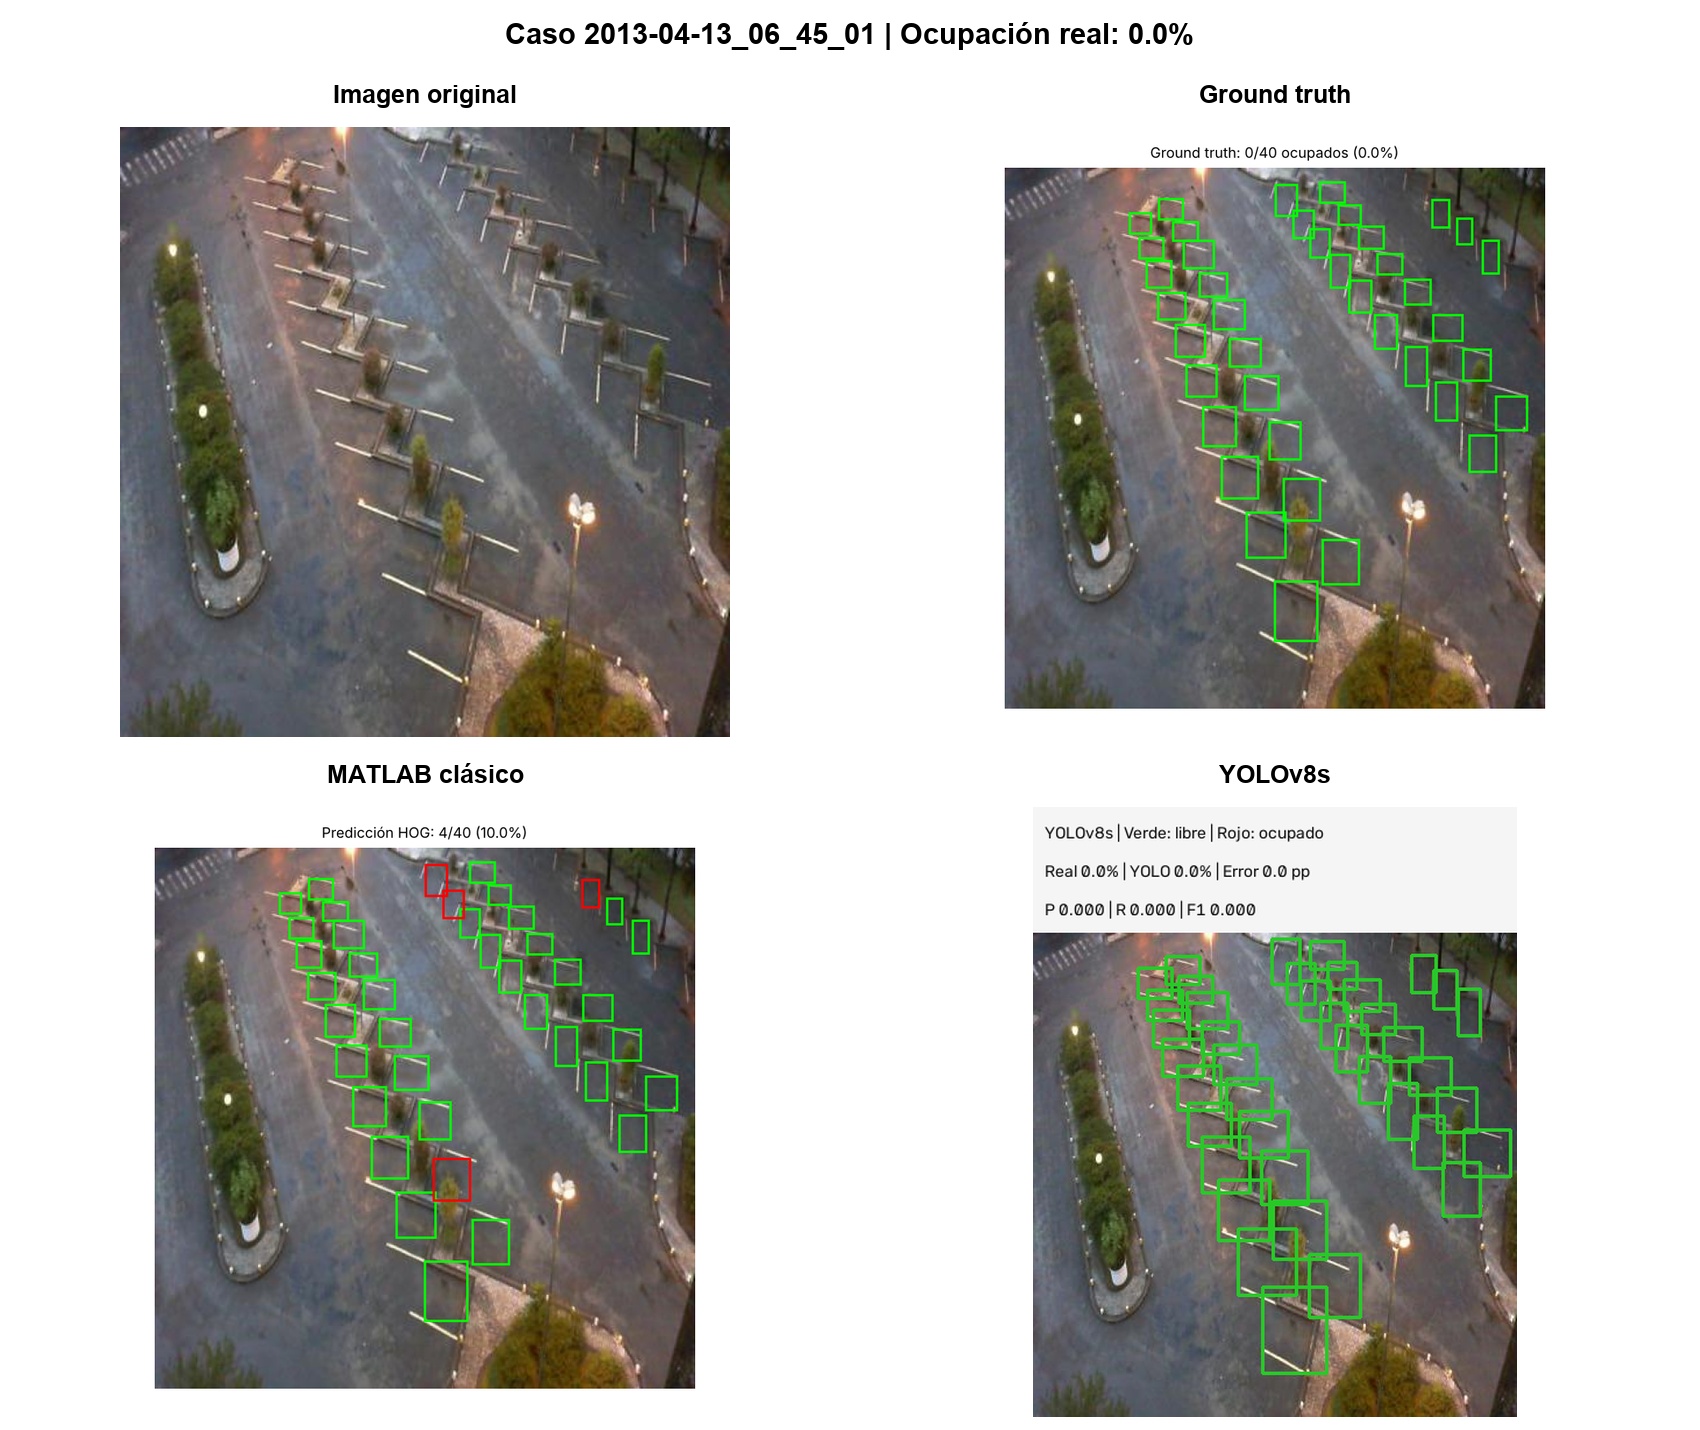 Caso 2013-04-13_06_45_01 | Ocupación real: 0.0%
Imagen original
Ground truth
Ground truth: 0/40 ocupados (0.0%)
MATLAB clásico
Predicción HOG: 4/40 (10.0%)
YOLOv8s
YOLOv8s | Verde: libre | Rojo: ocupado
Real 0.0% | YOLO 0.0% | Error 0.0 pp
P 0.000 | R 0.000 | F1 0.000